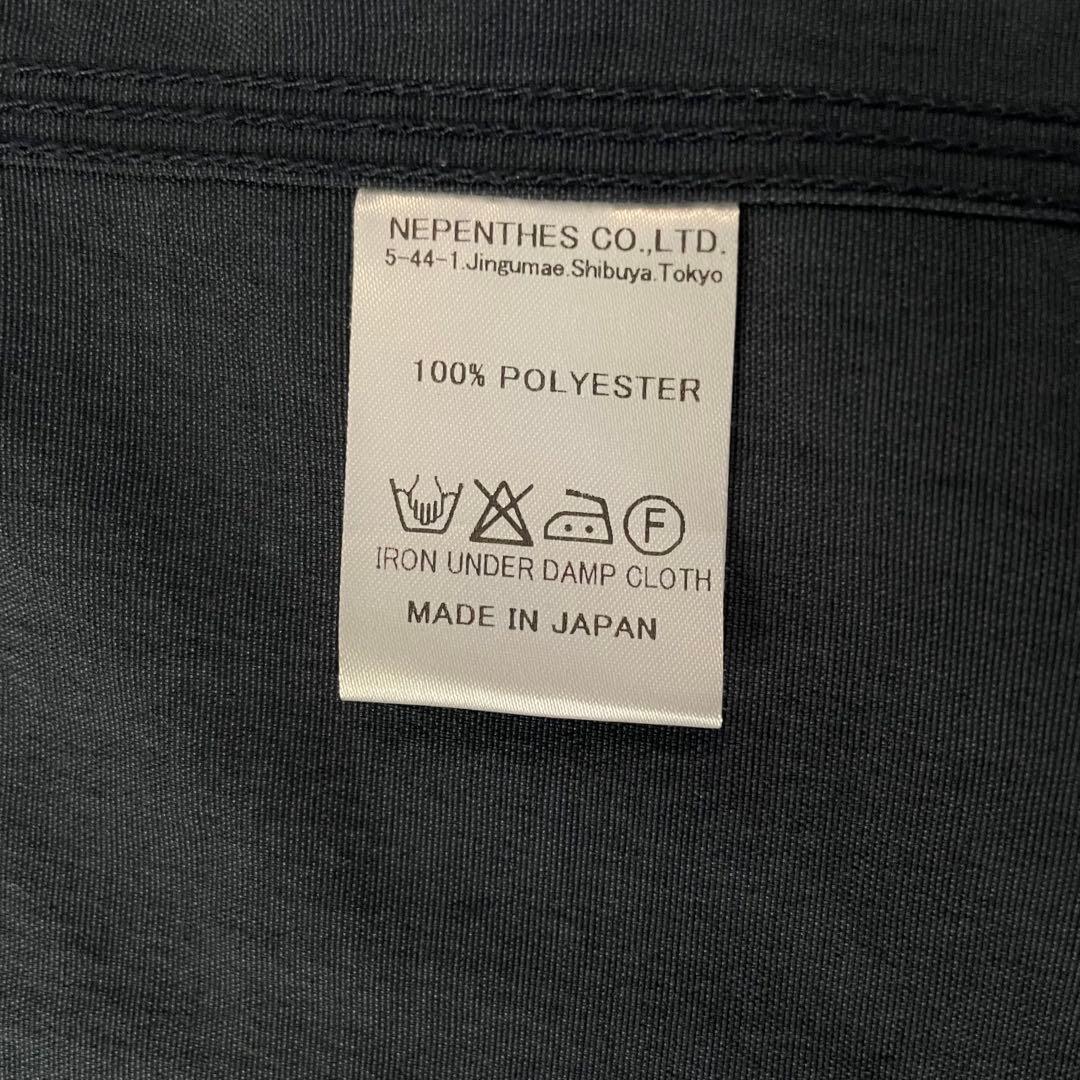 NEPENTHES CO.,LTD.
5-44-1.Jingumae.Shibuya.Tokyo
100% POLYESTER
F
IRON UNDER DAMP CLOTH
MADE IN JAPAN